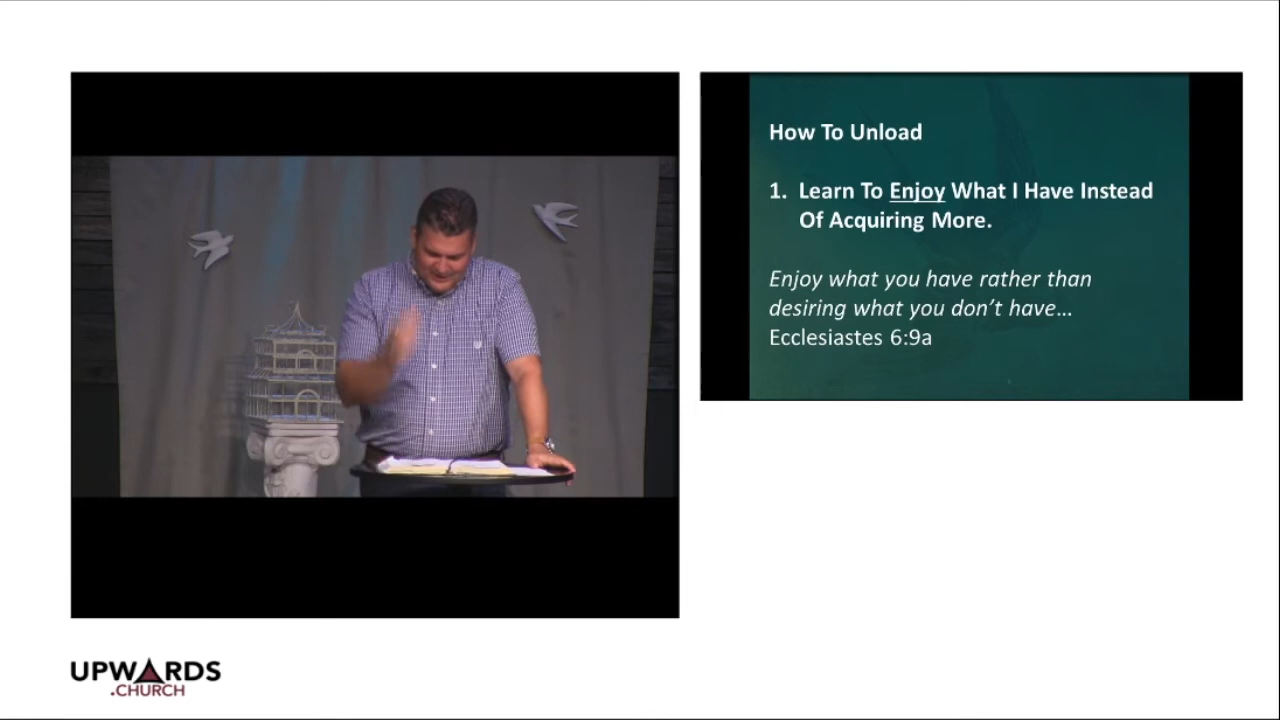 How To Unload
1. Learn To Enjoy What I Have Instead
Of Acquiring More.
Enjoy what you have rather than
desiring what you don't have…
Ecclesiastes 6:9a
UPWARDS
.CHURCH